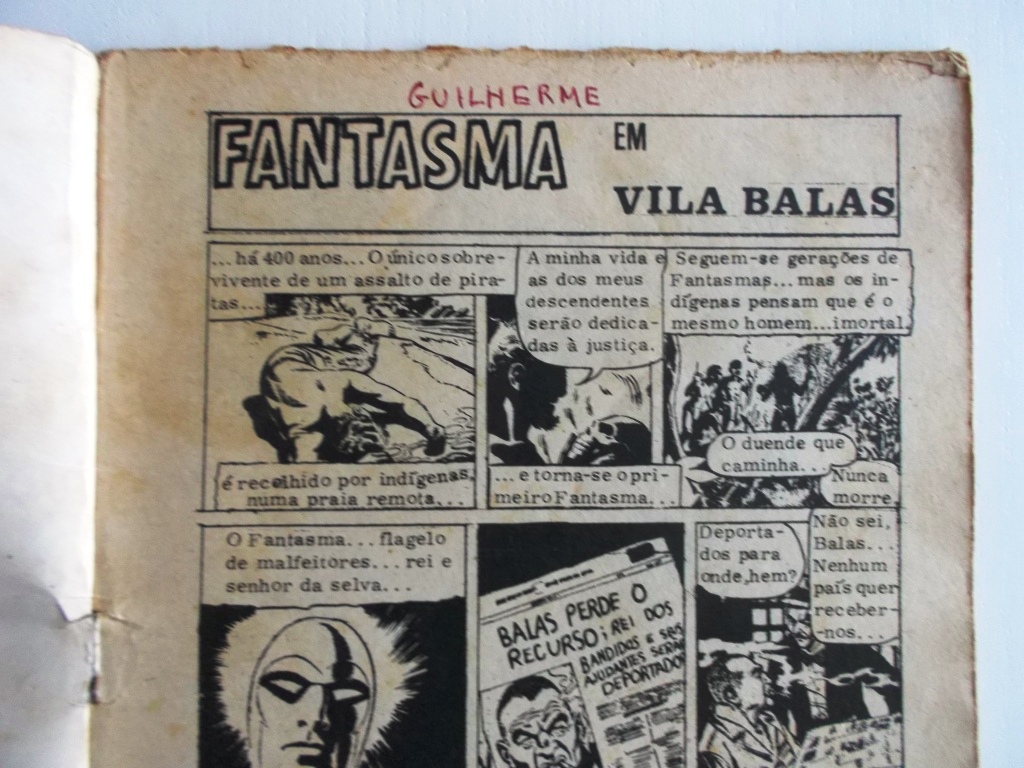 GUILHERME
FANTASMA
EM
VILA BALAS
...há 400 anos... O único sobre-
vivente de um assalto de pira-
tas...
é recolhido por indígenas,
numa praia remota...
A minha vida e
as dos meus
descendentes
serão dedica-
das à justiça.
...e torna-se o pri-
meiro Fantasma...
Seguem-se gerações de
Fantasmas... mas os in-
dígenas pensam que é o
mesmo homem...imortal.
O duende que
caminha...
Nunca
morre.
O Fantasma... flagelo
de malfeitores... rei e
senhor da selva...
BALAS PERDE O
RECURSO; REI DOS
BANDIDOS E SEUS
AJUDANTES SERÃO
DEPORTADOS
Deporta-
dos para
onde,hem?
Não sei,
Balas...
Nenhum
país quer
receber-
-nos...